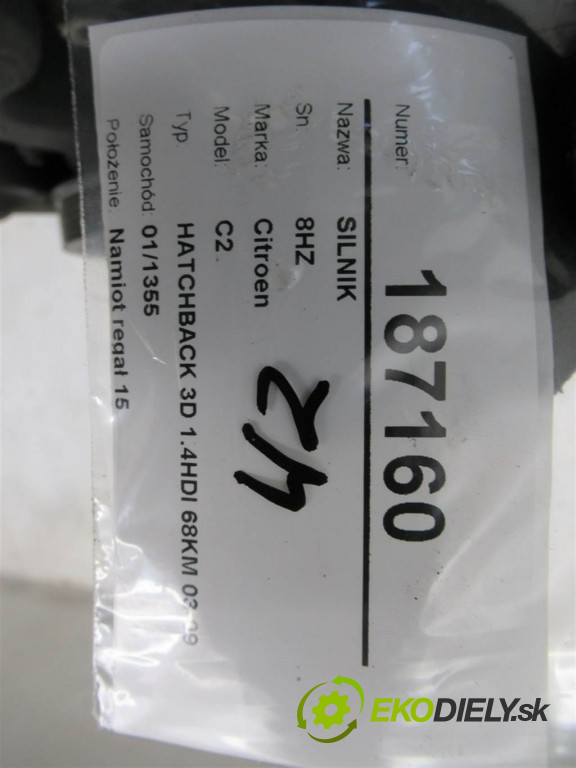 Numer: 187160
Nazwa: SILNIK
Sn. 8HZ
Marka: Citroen
Model: C2
Typ. HATCHBACK 3D 1.4HDI 68KM
Samochód: 01/1355
Położenie: Namiot regał 15
EKODIELY.sk